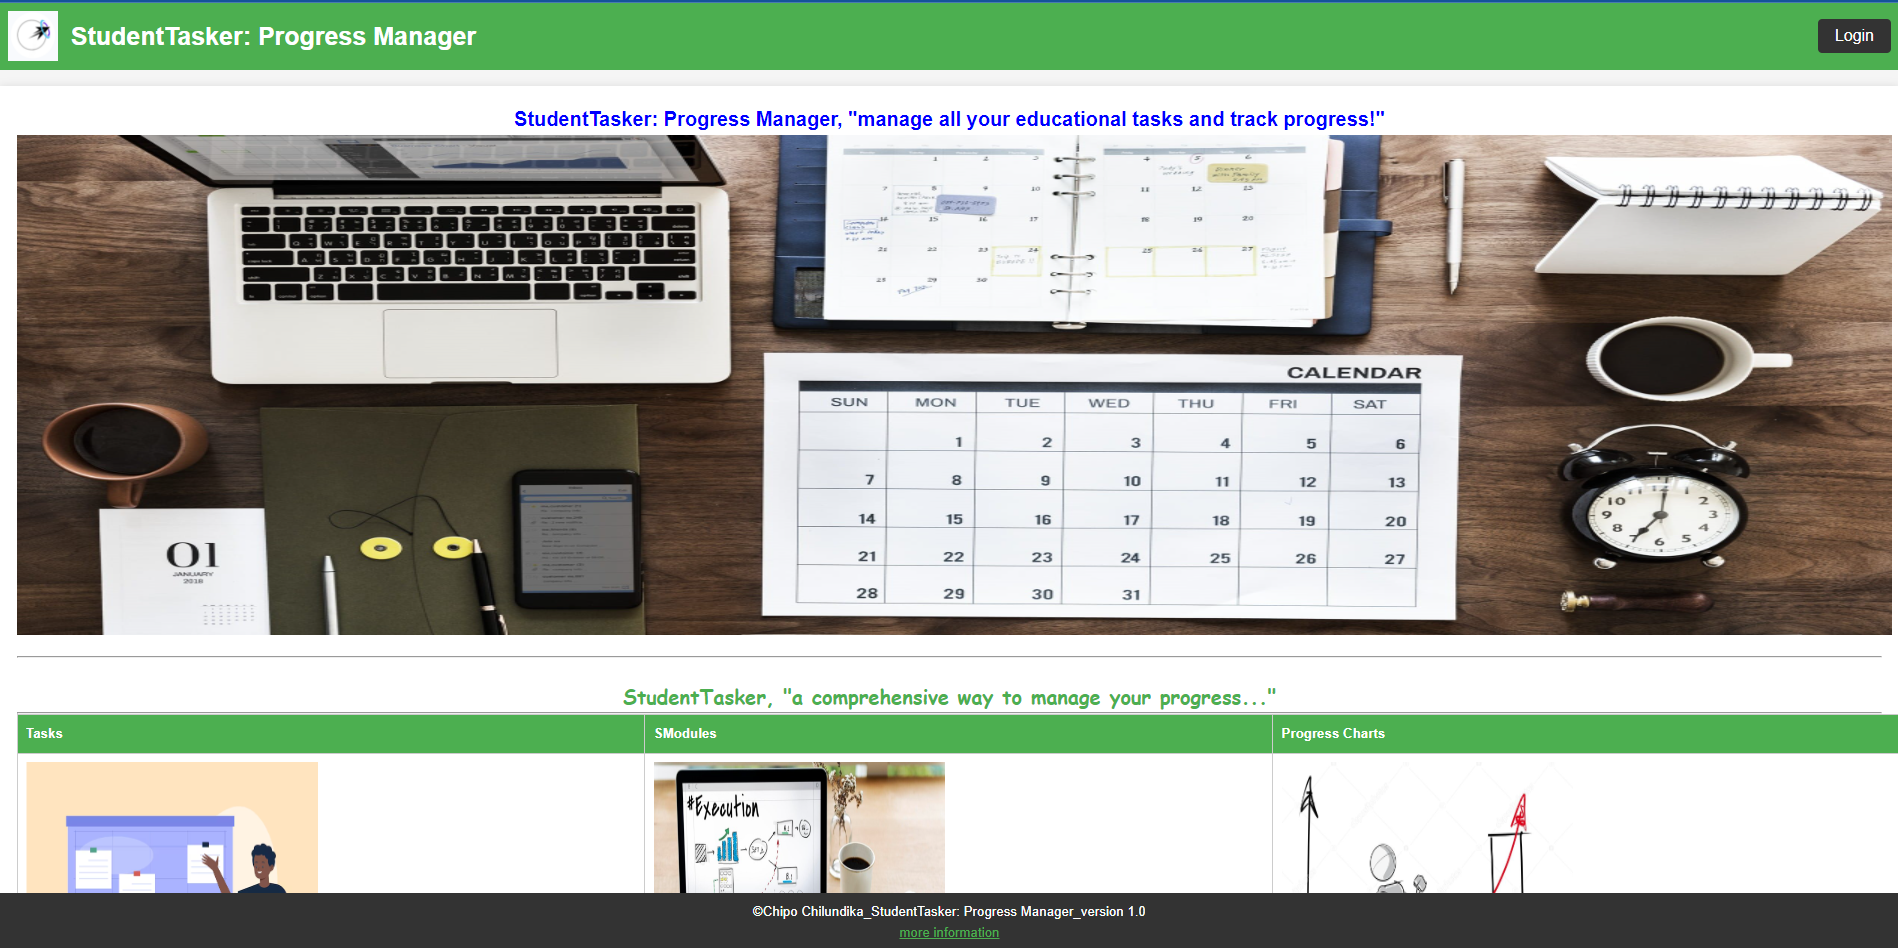 StudentTasker: Progress Manager
Login
StudentTasker: Progress Manager, "manage all your educational tasks and track progress!"
CALENDAR
SUN MON TUE WED THU FRI SAT
1 2 3 4 5 6
7 8 9 10 11 12 13
14 15 16 17 18 19 20
21 22 23 24 25 26 27
28 29 30 31
01
JANUARY
2018
StudentTasker, "a comprehensive way to manage your progress..."
Tasks SModules Progress Charts
#Execution
©Chipo Chilundika_StudentTasker: Progress Manager_version 1.0
more information